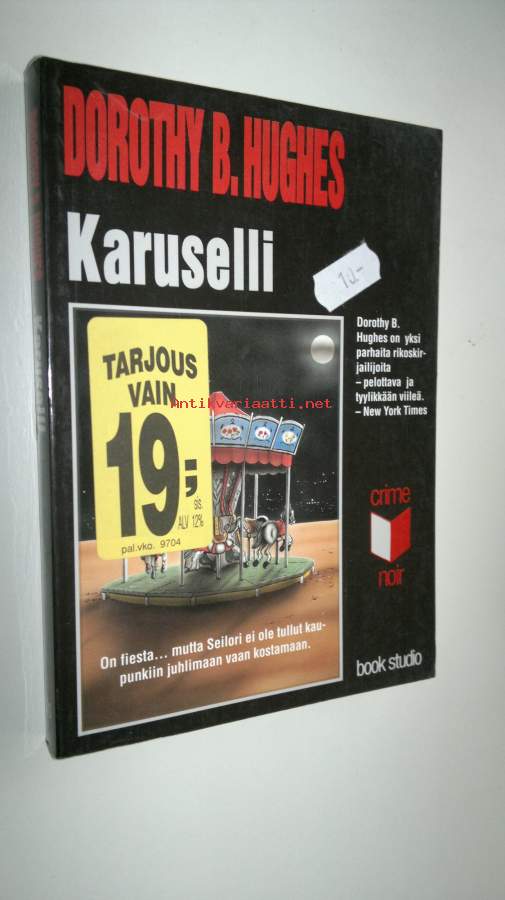 DOROTHY B. HUGHES
Karuselli
10,-
Dorothy B.
Hughes on yksi
parhaita rikoskir-
jailijoita
– pelottava ja
tyylikkään viileä.
– New York Times
TARJOUS
VAIN
19,-
sis.
ALV 12%
pal.vko. 9704
Antikvariaatti.net
crime
noir
On fiesta... mutta Seilori ei ole tullut kau-
punkiin juhlimaan vaan kostamaan.
book studio
Karuselli